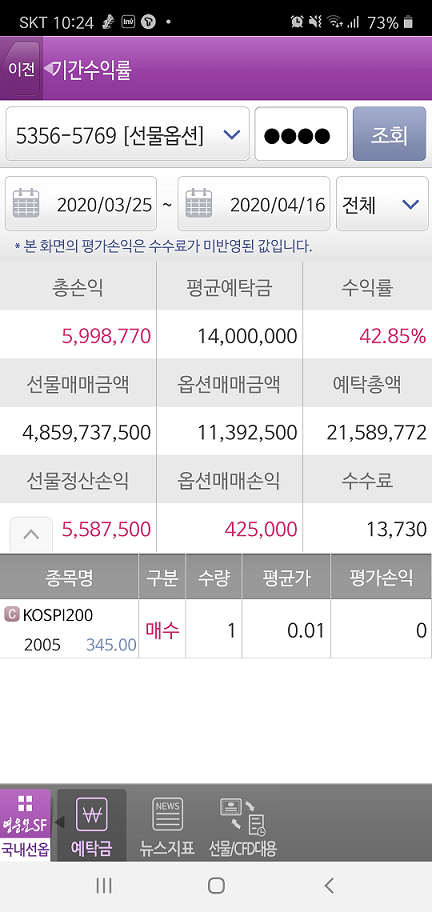 SKT 10:24 73%
이전 기간수익률
5356-5769 [선물옵션] ●●●● 조회
2020/03/25 ~ 2020/04/16 전체
* 본 화면의 평가손익은 수수료가 미반영된 값입니다.
총손익 평균예탁금 수익률
5,998,770 14,000,000 42.85%
선물매매금액 옵션매매금액 예탁총액
4,859,737,500 11,392,500 21,589,772
선물정산손익 옵션매매손익 수수료
5,587,500 425,000 13,730
종목명 구분 수량 평균가 평가손익
C KOSPI200
2005 345.00 매수 1 0.01 0
영웅문SF NEWS
국내선옵 예탁금 뉴스지표 선물/CFD대용